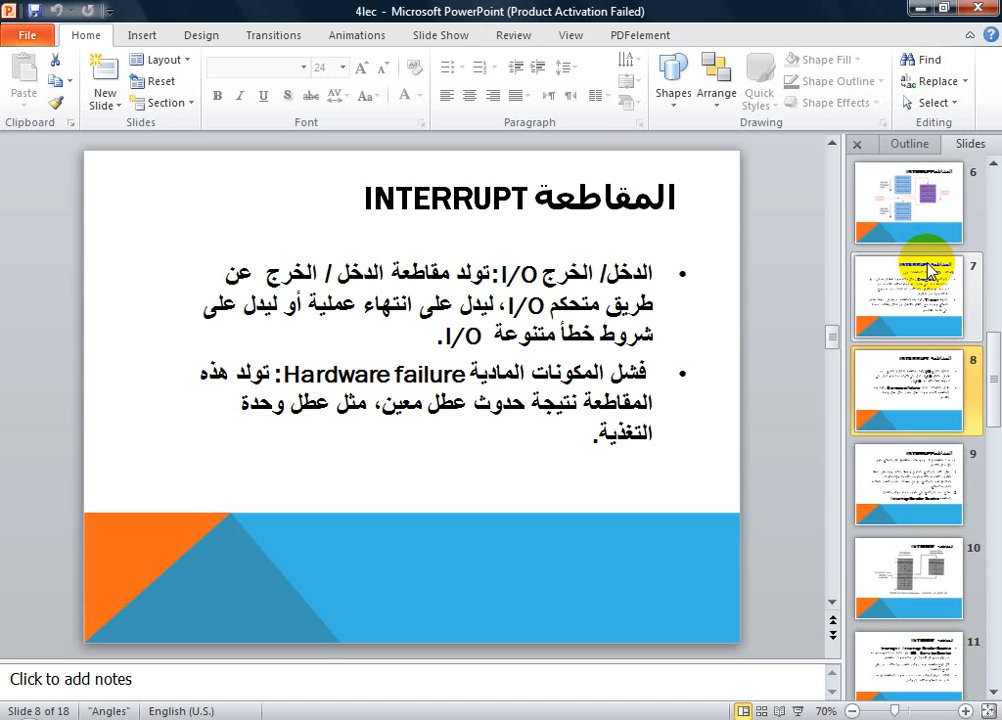 4lec - Microsoft PowerPoint (Product Activation Failed)
File Home Insert Design Transitions Animations Slide Show Review View PDFelement
Paste
New Slide
Layout
Reset
Section
24
B I U S abc AV Aa A
Shapes
Arrange
Quick Styles
Shape Fill
Shape Outline
Shape Effects
Find
Replace
Select
Clipboard Slides Font Paragraph Drawing Editing
المقاطعة INTERRUPT
• الدخل/ الخرج I/O: تولد مقاطعة الدخل / الخرج عن
طريق متحكم I/O، ليدل على انتهاء عملية أو ليدل على
شروط خطأ متنوعة I/O.
• فشل المكونات المادية Hardware failure: تولد هذه
المقاطعة نتيجة حدوث عطل معين، مثل عطل وحدة
التغذية.
Outline Slides
6
7
8
9
10
11
Click to add notes
Slide 8 of 18 "Angles" English (U.S.) 70%